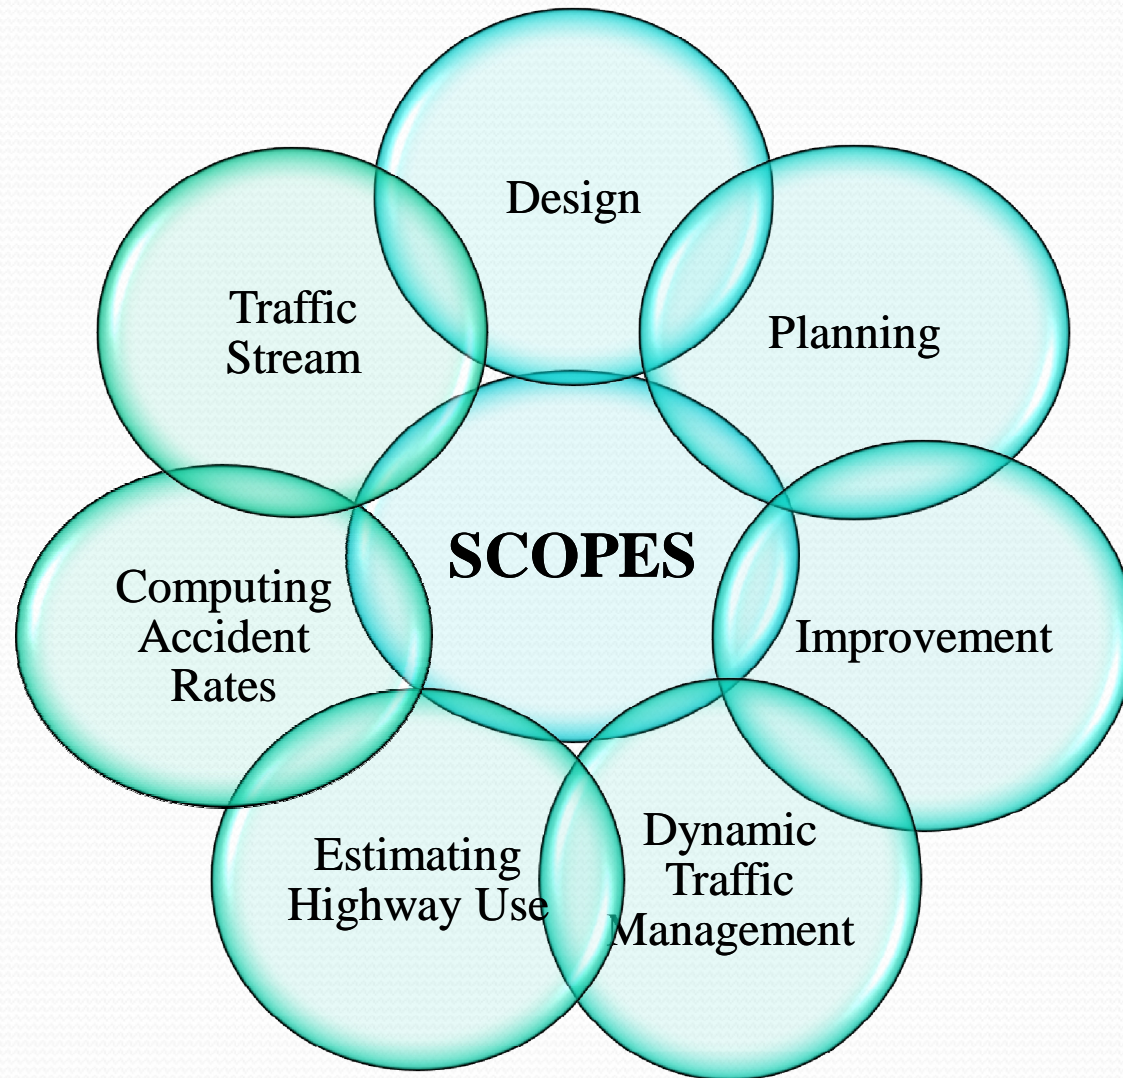 Design
Planning
Traffic
Stream
SCOPES
Improvement
Computing
Accident
Rates
Dynamic
Traffic
Management
Estimating
Highway Use